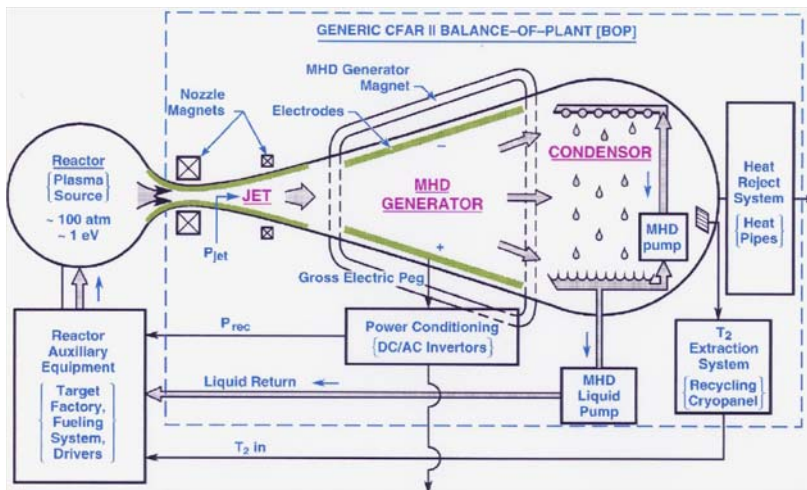 GENERIC CFAR II BALANCE-OF-PLANT [BOP]
MHD Generator
Magnet
Nozzle
Magnets
Electrodes
Reactor
Plasma
Source
~ 100 atm
~ 1 eV
JET
Pjet
−
MHD
GENERATOR
+
CONDENSOR
MHD
pump
Heat
Reject
System
Heat
Pipes
Gross Electric Peg
Reactor
Auxiliary
Equipment
Target
Factory,
Fueling
System,
Drivers
Prec
Power Conditioning
{DC/AC Invertors}
Liquid Return
MHD
Liquid
Pump
T2
Extraction
System
Recycling
Cryopanel
T2 in